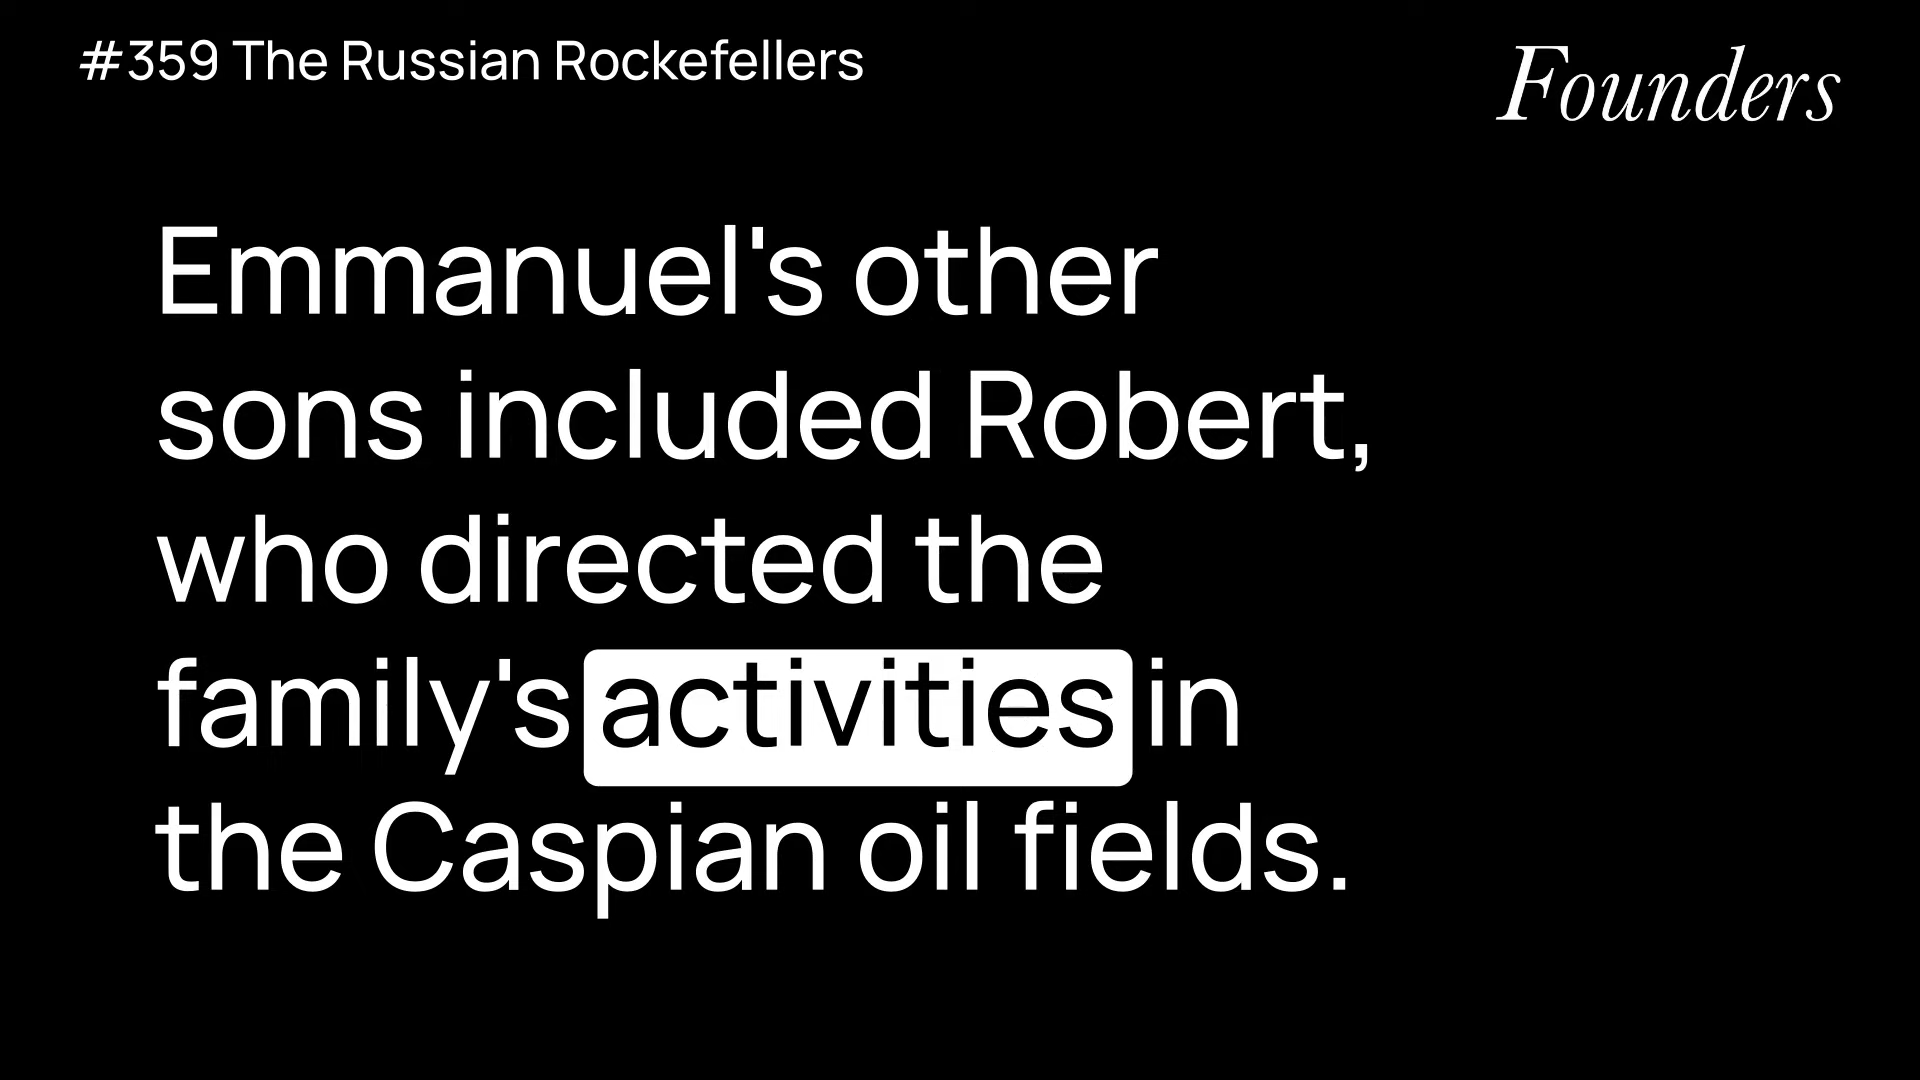 #359 The Russian Rockefellers
Founders
Emmanuel's other
sons included Robert,
who directed the
family's activities in
the Caspian oil fields.